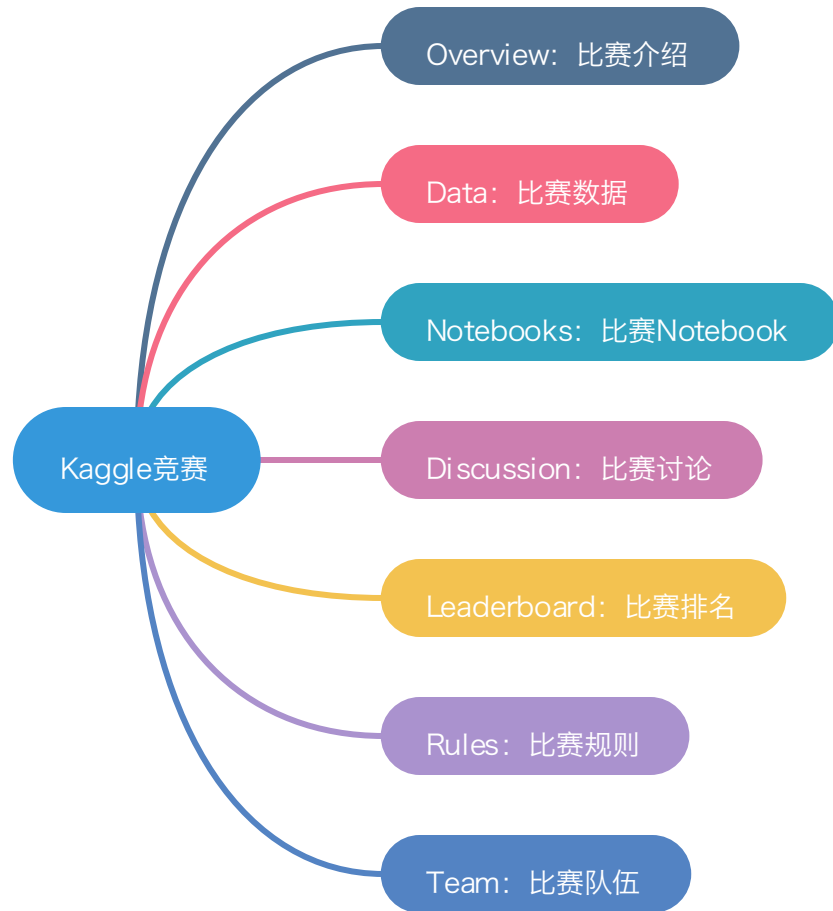 Overview：比赛介绍
Data：比赛数据
Notebooks：比赛Notebook
Kaggle竞赛
Discussion：比赛讨论
Leaderboard：比赛排名
Rules：比赛规则
Team：比赛队伍